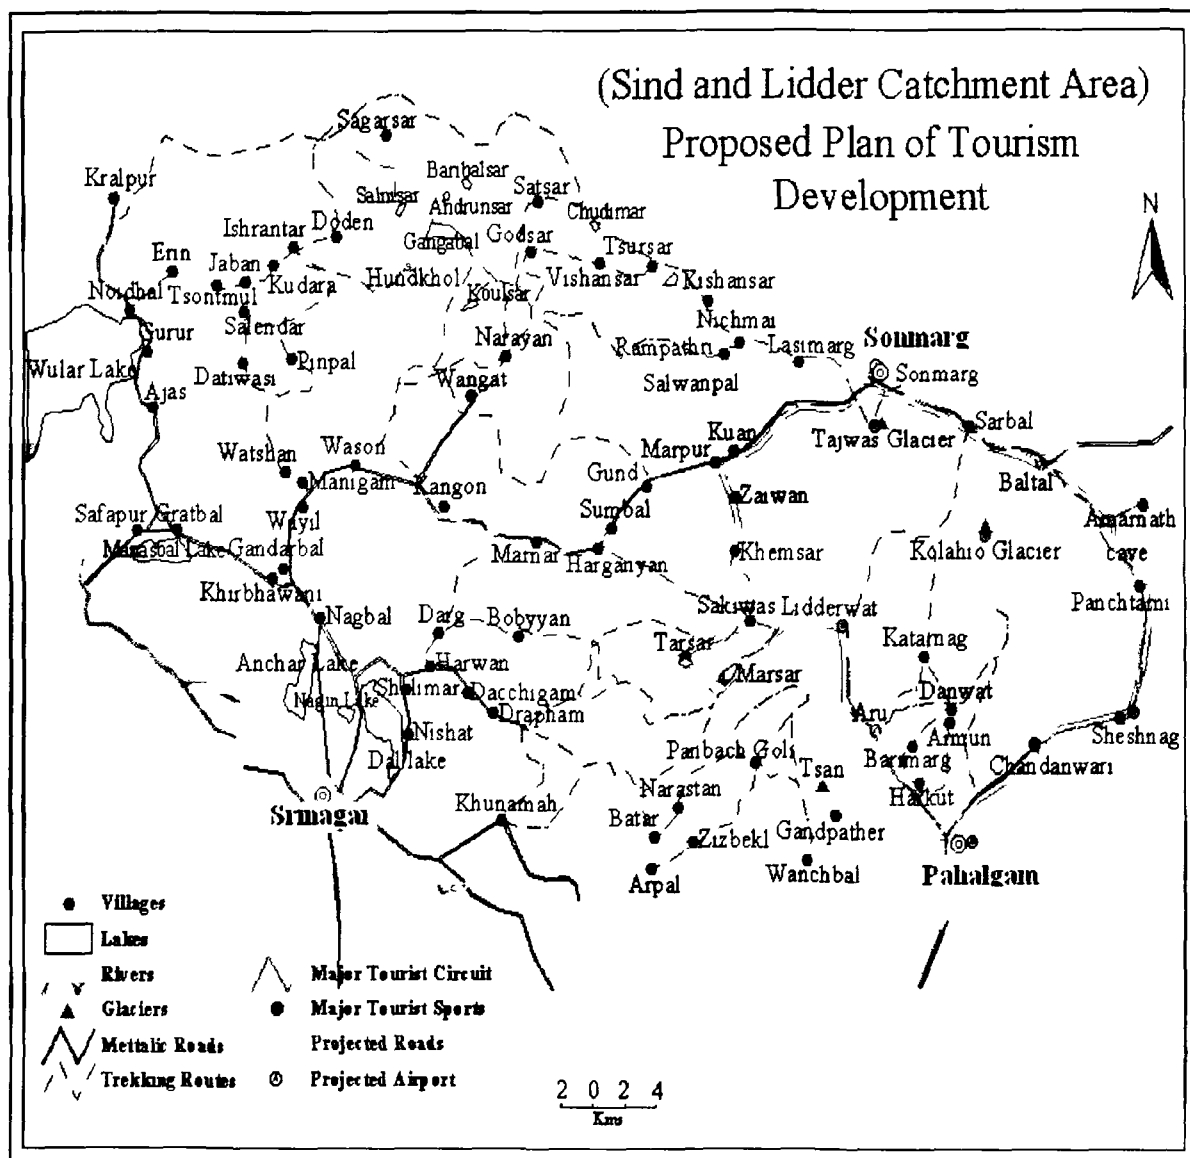 (Sind and Lidder Catchment Area)
Proposed Plan of Tourism
Development
N
Sagarsar
Kralpur
Banbalsar
Salnisar
Satsar
Andrunsar
Chudimar
Doden
Ishrantar
Gangabal
Godsar
Tsursar
Erin
Jaban
Kudara
Hundkhol
Vishansar
Kishansar
Noidhal
Tsontmul
Koulsar
Nichmai
Salendar
Gurur
Narayan
Sonmarg
Rampathri
Lasimarg
Wular Lake
Datiwasi
Pinpal
Wangat
Salwanpal
Sonmarg
Ajas
Kuan
Tajwas Glacier
Sarbal
Wason
Marpur
Watshan
Gund
Manigam
Kangon
Baltal
Zaiwan
Safapur
Gratbal
Wayil
Sumbal
Amarnath
cave
Manasbal Lake
Gandarbal
Mamar
Harganyan
Khemsar
Kolahio Glacier
Khirbhawani
Panchtarni
Nagbal
Darg
Bobyyan
Sakiwas
Lidderwat
Tarsar
Katarnag
Anchar Lake
Harwan
Marsar
Nagin Lake
Shalimar
Dacchigam
Danwat
Drapham
Aru
Armun
Sheshnag
Nishat
Dal lake
Panbach Gali
Barimarg
Chandanwari
Tsan
Harkut
Srinagar
Khunamah
Narastan
Batar
Zizbekl
Gandpather
Arpal
Wanchbal
Pahalgam
Villages
Lakes
Rivers
Major Tourist Circuit
Glaciers
Major Tourist Sports
Mettalic Roads
Projected Roads
Trekking Routes
Projected Airport
2 0 2 4
Kms